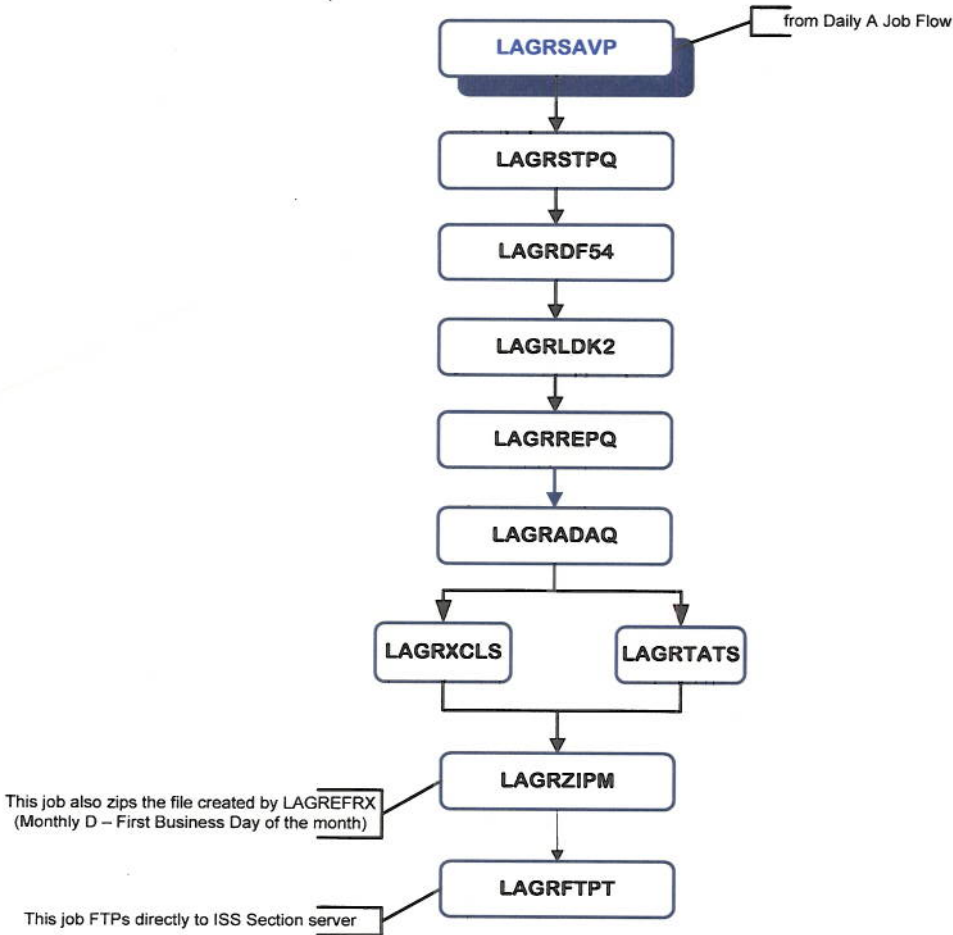 from Daily A Job Flow
LAGRSAVP
LAGRSTPQ
LAGRDF54
LAGRLDK2
LAGRREPQ
LAGRADAQ
LAGRXCLS
LAGRTATS
LAGRZIPM
This job also zips the file created by LAGREFRX
(Monthly D – First Business Day of the month)
LAGRFTPT
This job FTPs directly to ISS Section server